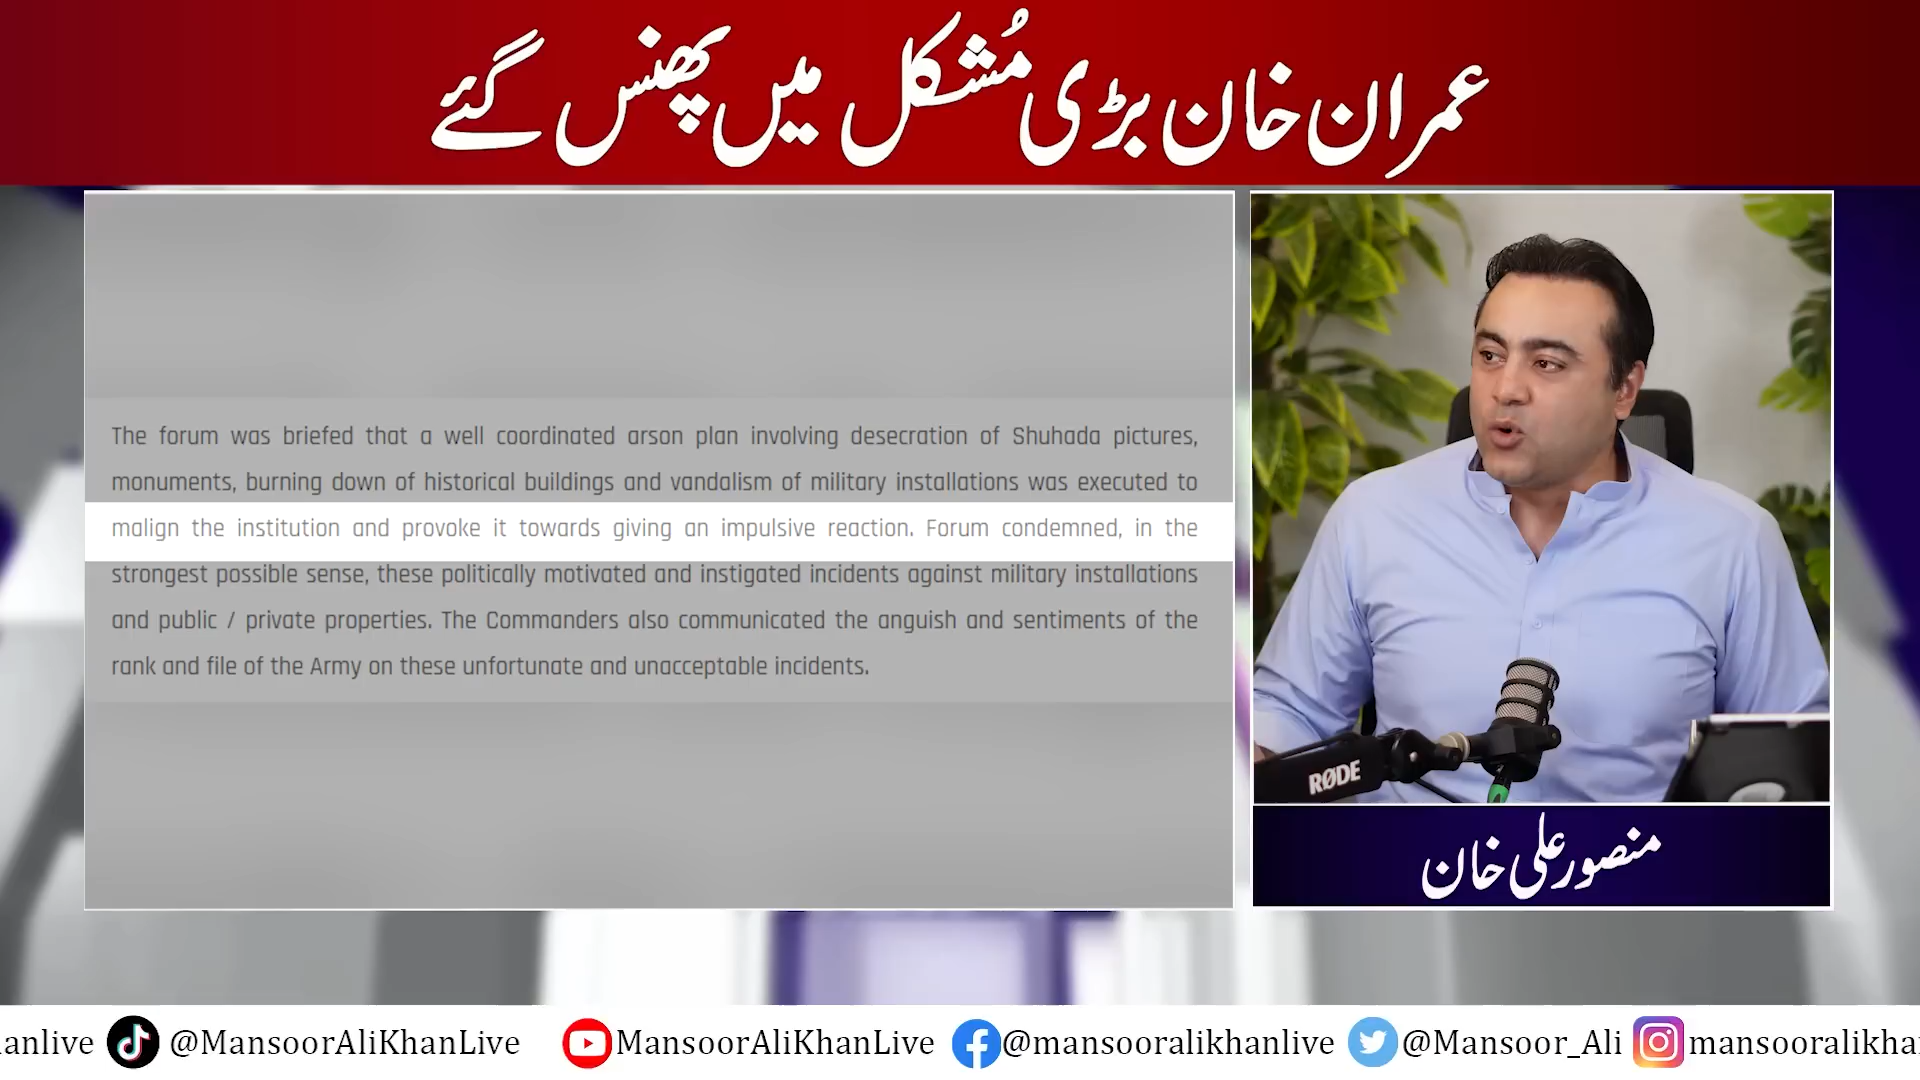 عمران خان بڑی مُشکل میں پھنس گئے
The forum was briefed that a well coordinated arson plan involving desecration of Shuhada pictures,
monuments, burning down of historical buildings and vandalism of military installations was executed to
malign the institution and provoke it towards giving an impulsive reaction. Forum condemned, in the
strongest possible sense, these politically motivated and instigated incidents against military installations
and public / private properties. The Commanders also communicated the anguish and sentiments of the
rank and file of the Army on these unfortunate and unacceptable incidents.
RØDE
منصور علی خان
anlive @MansoorAliKhanLive MansoorAliKhanLive @mansooralikhanlive @Mansoor_Ali mansooralikha